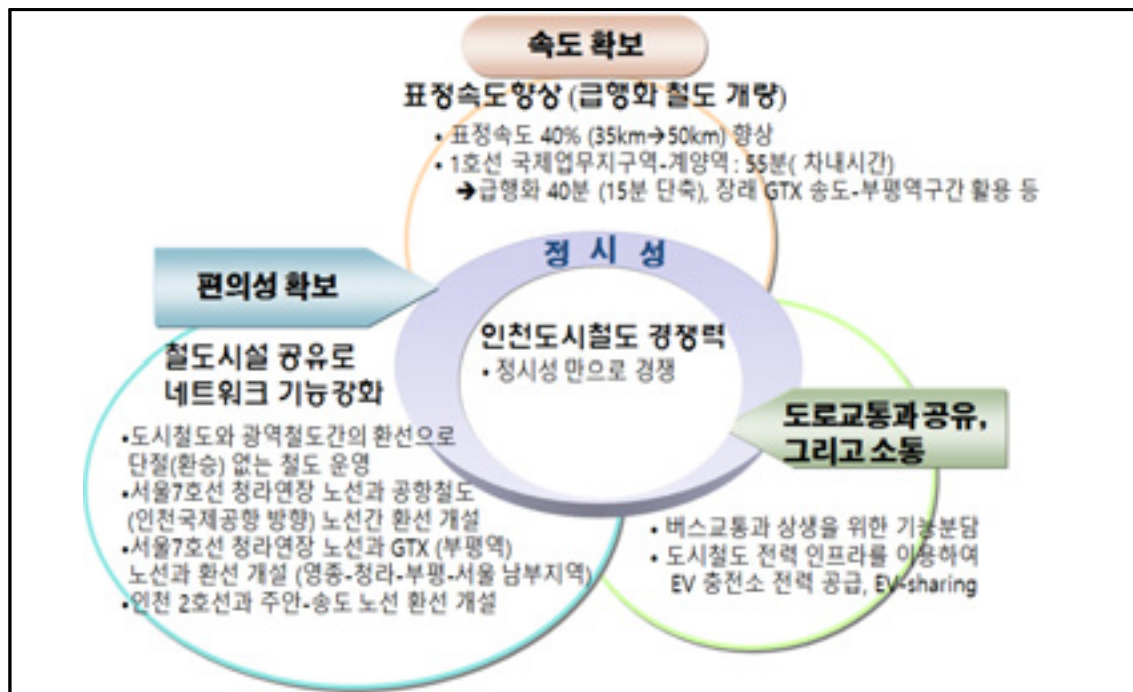 속도 확보
표정속도향상 (급행화 철도 개량)
• 표정속도 40% (35km→50km) 향상
• 1호선 국제업무지구역-계양역 : 55분( 차내시간)
➔급행화 40분 (15분 단축), 장래 GTX 송도-부평역구간 활용 등
정 시 성
편의성 확보
인천도시철도 경쟁력
• 정시성 만으로 경쟁
철도시설 공유로
네트워크 기능강화
•도시철도와 광역철도간의 환선으로
단절(환승) 없는 철도 운영
•서울7호선 청라연장 노선과 공항철도
(인천국제공항 방향) 노선간 환선 개설
•서울7호선 청라연장 노선과 GTX (부평역)
노선과 환선 개설 (영종-청라-부평-서울 남부지역)
•인천 2호선과 주안-송도 노선 환선 개설
도로교통과 공유,
그리고 소통
• 버스교통과 상생을 위한 기능분담
• 도시철도 전력 인프라를 이용하여
EV 충전소 전력 공급, EV-sharing